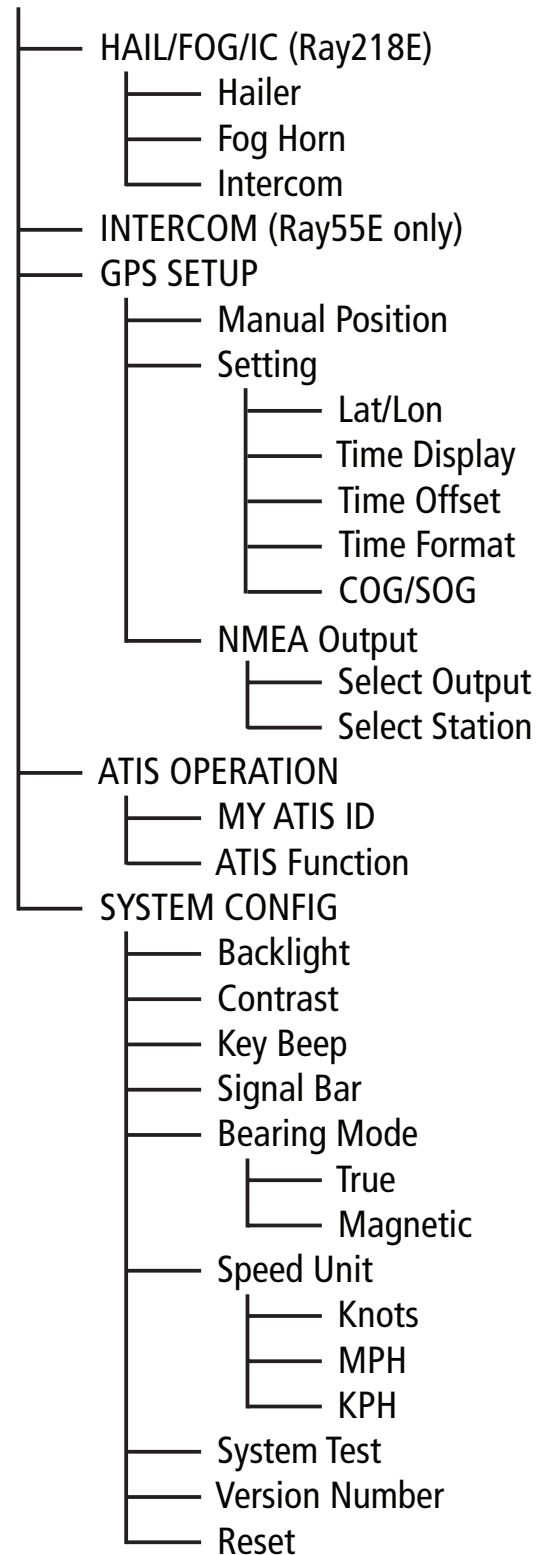 HAIL/FOG/IC (Ray218E)
Hailer
Fog Horn
Intercom
INTERCOM (Ray55E only)
GPS SETUP
Manual Position
Setting
Lat/Lon
Time Display
Time Offset
Time Format
COG/SOG
NMEA Output
Select Output
Select Station
ATIS OPERATION
MY ATIS ID
ATIS Function
SYSTEM CONFIG
Backlight
Contrast
Key Beep
Signal Bar
Bearing Mode
True
Magnetic
Speed Unit
Knots
MPH
KPH
System Test
Version Number
Reset